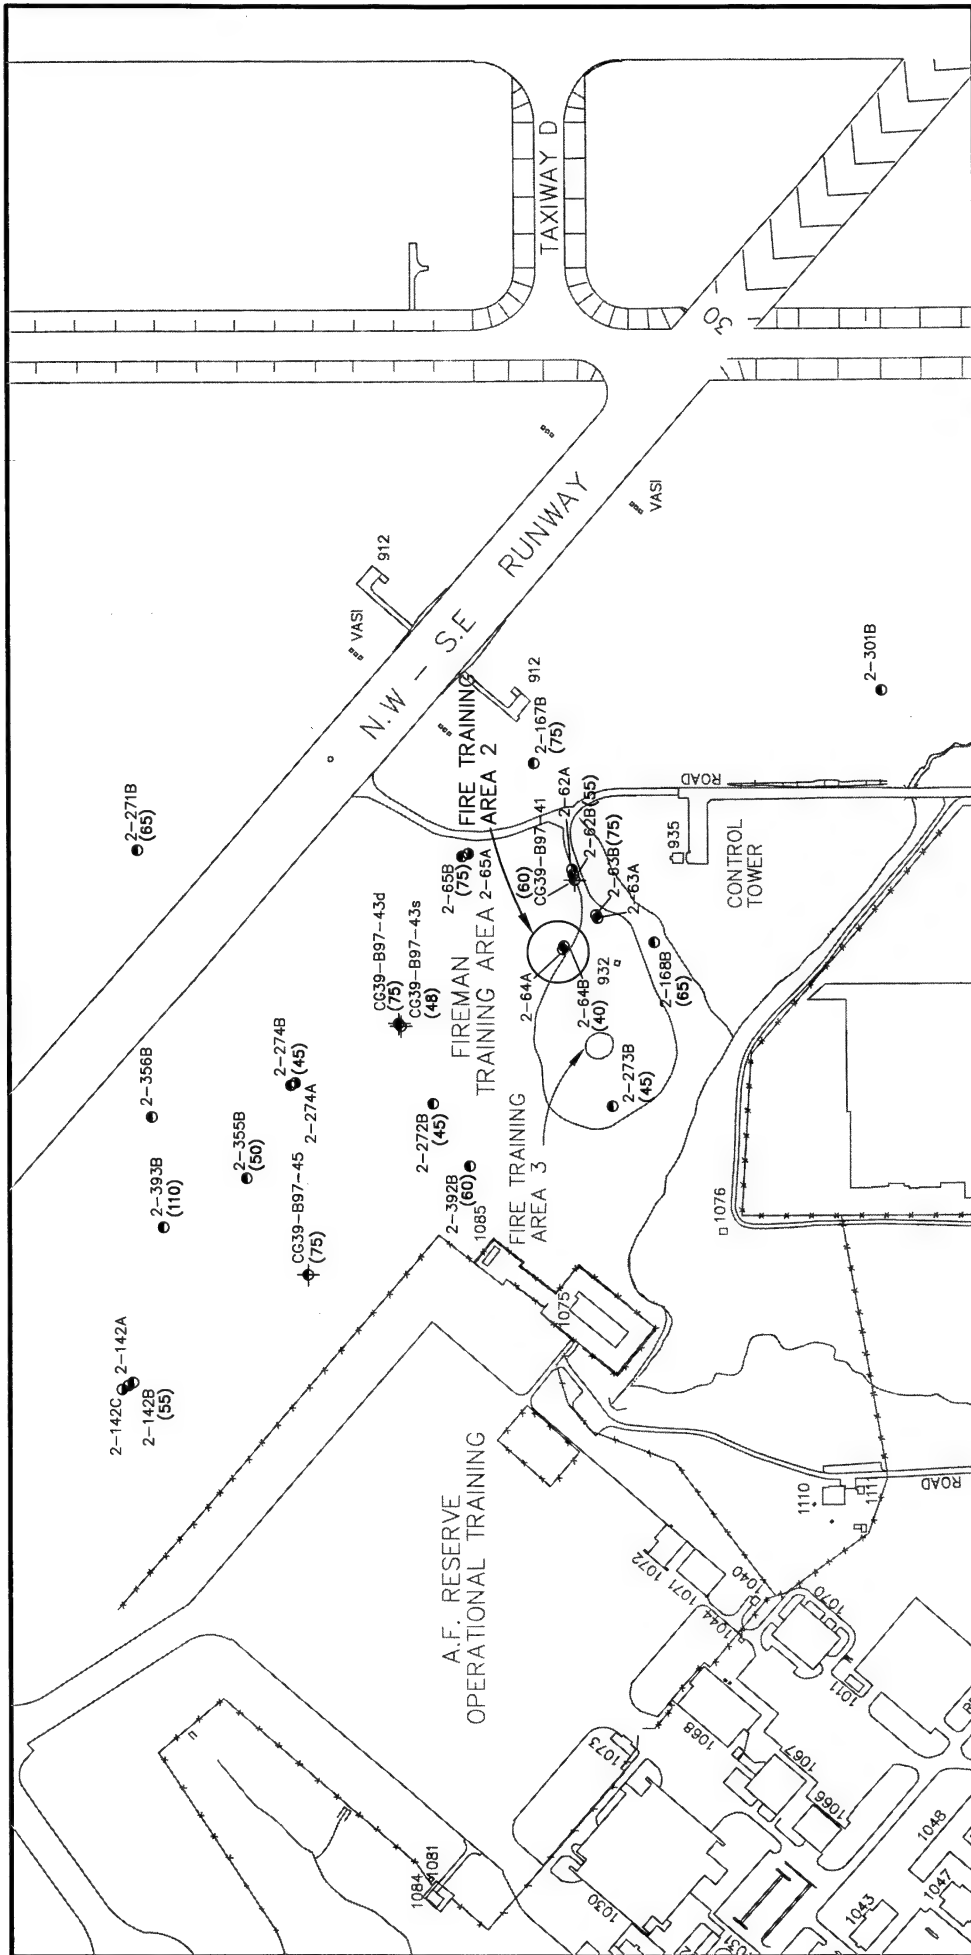 TAXIWAY D
30
N.W - S.E RUNWAY
VASI
912
VASI
912
2-271B
(65)
2-301B
2-167B
(75)
FIRE TRAINING
AREA 2
2-65B
(75)
2-65A
2-62A
CG39-B97-41
(60)
2-62B(55)
2-63B(75)
2-63A
ROAD
935
CONTROL
TOWER
CG39-B97-43d
(75)
CG39-B97-43s
(48)
FIREMAN
TRAINING AREA
2-64A
2-64B
(40)
932
2-168B
(65)
2-356B
2-274B
(45)
2-274A
2-355B
(50)
2-272B
(45)
2-273B
(45)
2-393B
(110)
2-392B
(60)
CG39-B97-45
(75)
1085
FIRE TRAINING
AREA 3
1076
1075
2-142A
2-142C
2-142B
(55)
A.F. RESERVE
OPERATIONAL TRAINING
1110
1111
ROAD
1072
1071
1040
1044
1070
1011
1073
1068
1067
1066
1084
1081
1030
1031
1048
1047
1043